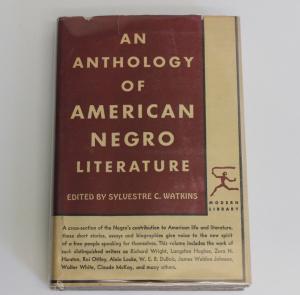 AN
ANTHOLOGY
OF
AMERICAN
NEGRO
LITERATURE
EDITED BY SYLVESTRE C. WATKINS
MODERN
LIBRARY
A cross-section of the Negro's contribution to American life and literature,
these short stories, essays and biographies give voice to the new spirit
of a free people speaking for themselves. This volume includes the work of
such distinguished writers as Richard Wright, Langston Hughes, Zora N.
Hurston, Roi Ottley, Alain Locke, W. E. B. DuBois, James Weldon Johnson,
Walter White, Claude McKay, and many others.